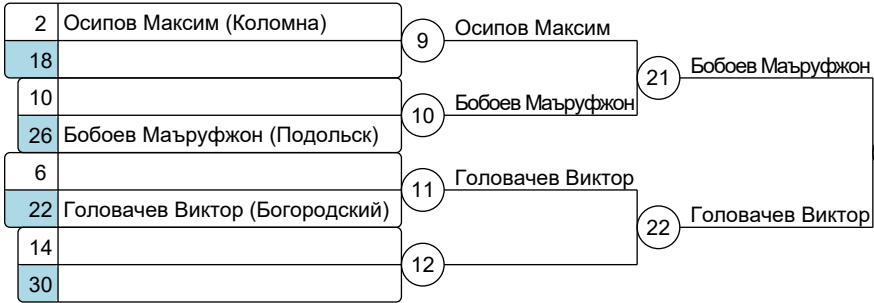 2 Осипов Максим (Коломна)
18
10
26 Бобоев Маъруфжон (Подольск)
6
22 Головачев Виктор (Богородский)
14
30
9 Осипов Максим
10 Бобоев Маъруфжон
11 Головачев Виктор
12
21 Бобоев Маъруфжон
22 Головачев Виктор